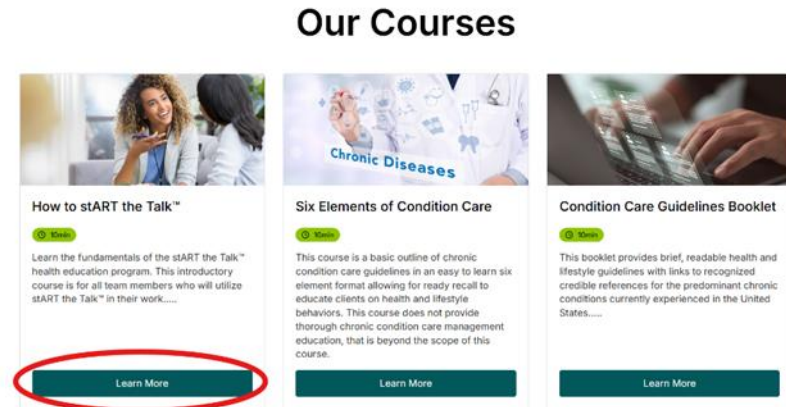 Our Courses
Chronic Diseases
How to stART the Talk™
10min
Learn the fundamentals of the stART the Talk™
health education program. This introductory
course is for all team members who will utilize
stART the Talk™ in their work.....
Learn More
Six Elements of Condition Care
10min
This course is a basic outline of chronic
condition care guidelines in an easy to learn six
element format allowing for ready recall to
educate clients on health and lifestyle
behaviors. This course does not provide
thorough chronic condition care management
education, that is beyond the scope of this
course.
Learn More
Condition Care Guidelines Booklet
10min
This booklet provides brief, readable health and
lifestyle guidelines with links to recognized
credible references for the predominant chronic
conditions currently experienced in the United
States.....
Learn More